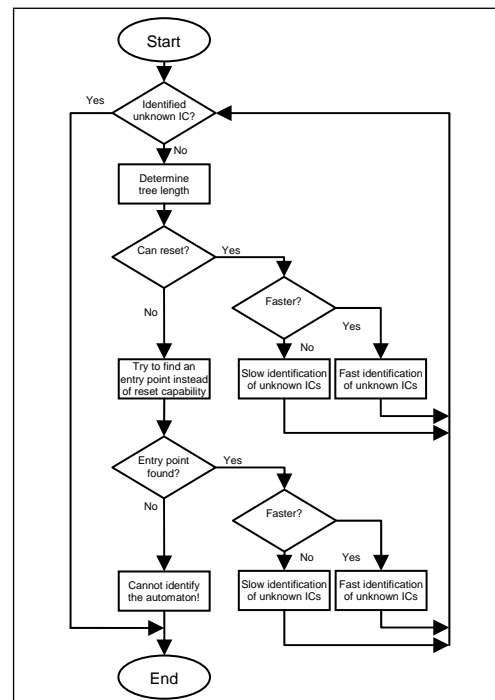 Start
Yes
Identified
unknown IC?
No
Determine
tree length
Can reset?
Yes
No
Faster?
No
Yes
Try to find an
entry point instead
of reset capability
Slow identification
of unknown ICs
Fast identification
of unknown ICs
Entry point
found?
Yes
No
Faster?
No
Yes
Cannot identify
the automaton!
Slow identification
of unknown ICs
Fast identification
of unknown ICs
End